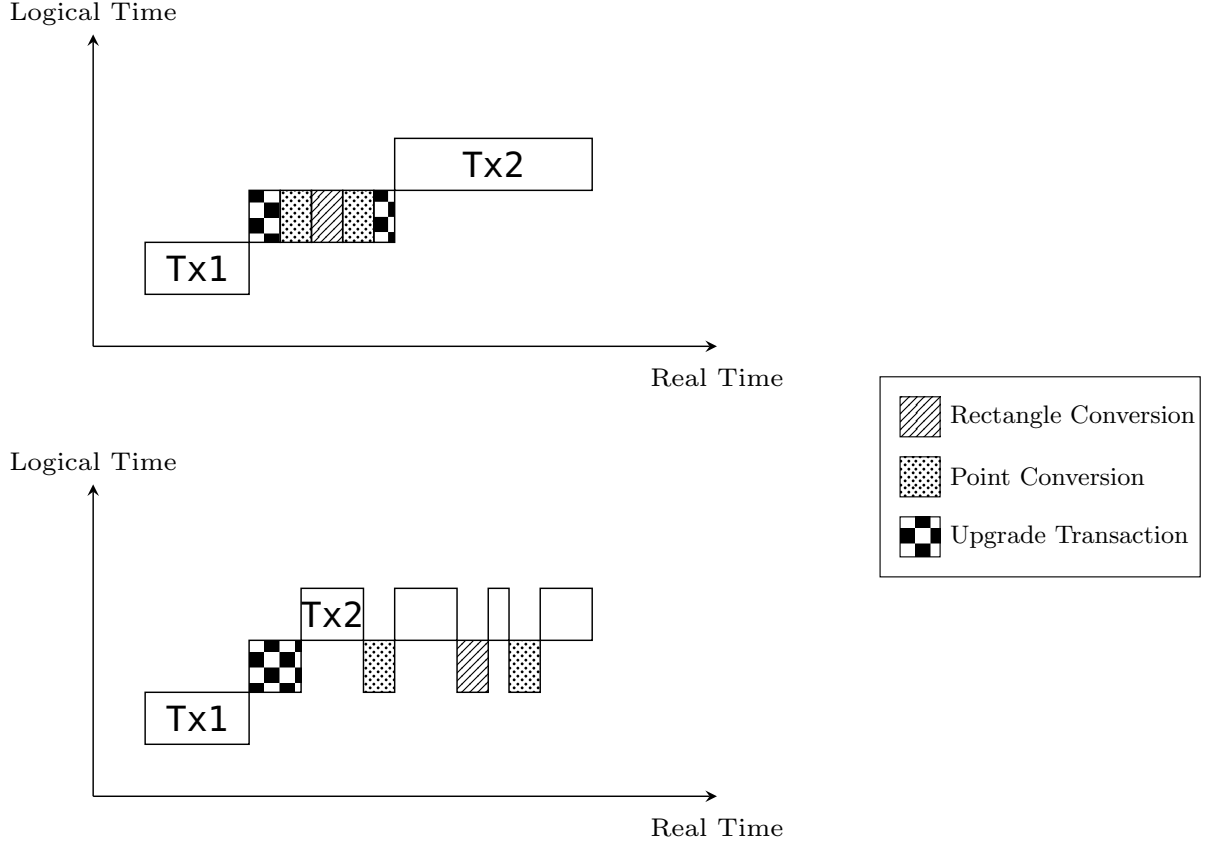 Logical Time
Tx2
Tx1
Real Time
Rectangle Conversion
Point Conversion
Upgrade Transaction
Logical Time
Tx2
Tx1
Real Time